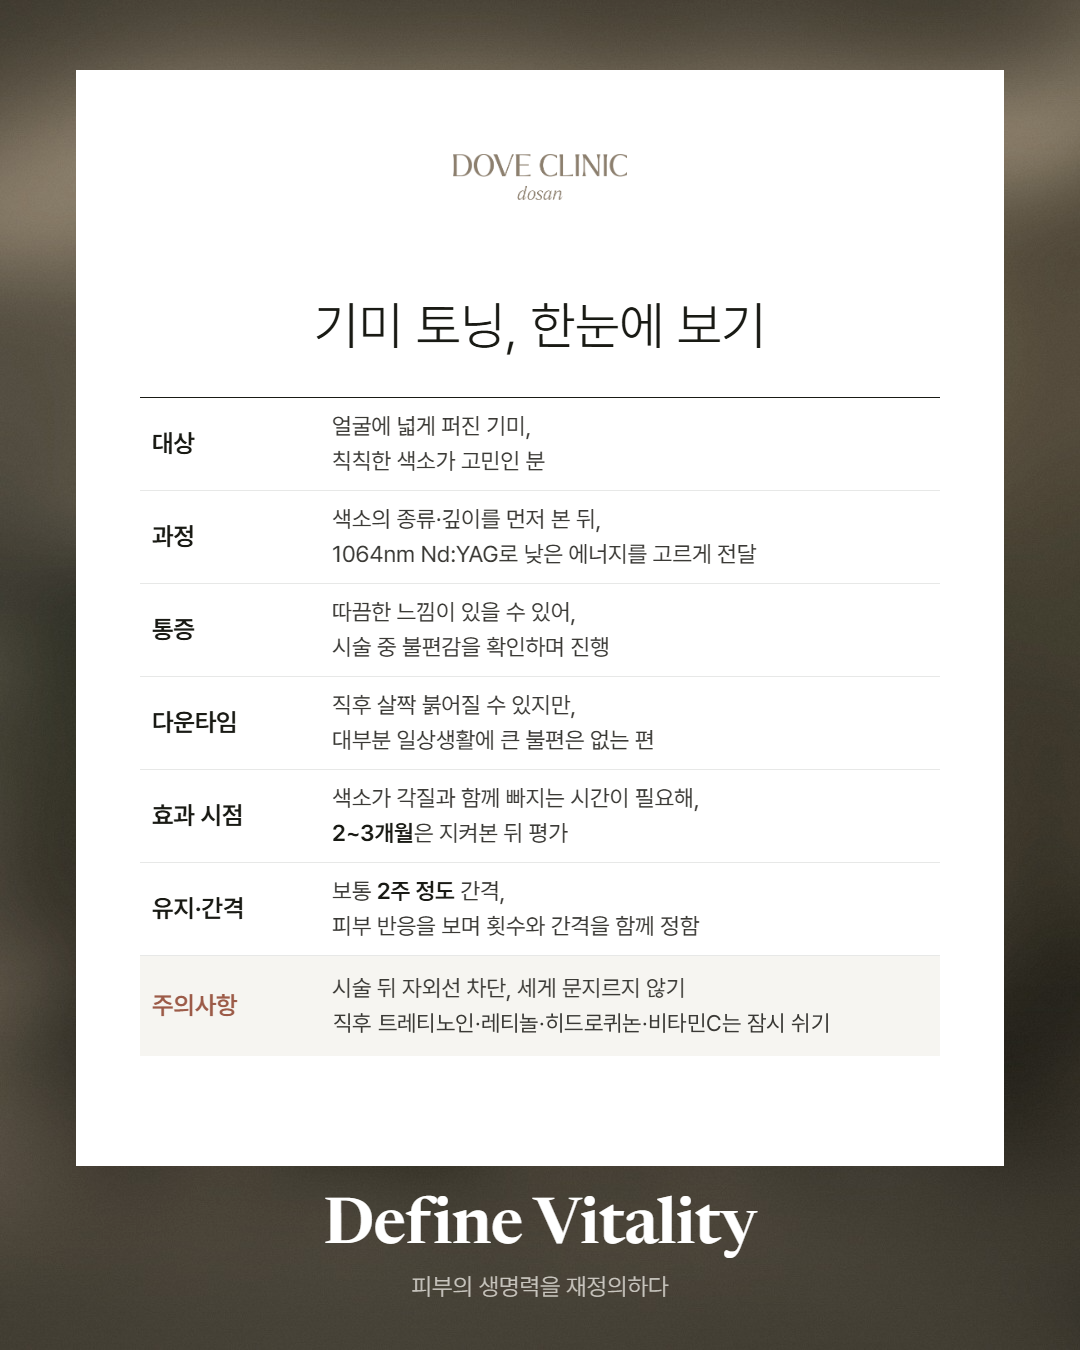 DOVE CLINIC
dosan
기미 토닝, 한눈에 보기
대상
얼굴에 넓게 퍼진 기미,
칙칙한 색소가 고민인 분
과정
색소의 종류·깊이를 먼저 본 뒤,
1064nm Nd:YAG로 낮은 에너지를 고르게 전달
통증
따끔한 느낌이 있을 수 있어,
시술 중 불편감을 확인하며 진행
다운타임
직후 살짝 붉어질 수 있지만,
대부분 일상생활에 큰 불편은 없는 편
효과 시점
색소가 각질과 함께 빠지는 시간이 필요해,
2~3개월은 지켜본 뒤 평가
유지·간격
보통 2주 정도 간격,
피부 반응을 보며 횟수와 간격을 함께 정함
주의사항
시술 뒤 자외선 차단, 세게 문지르지 않기
직후 트레티노인·레티놀·히드로퀴논·비타민C는 잠시 쉬기
Define Vitality
피부의 생명력을 재정의하다